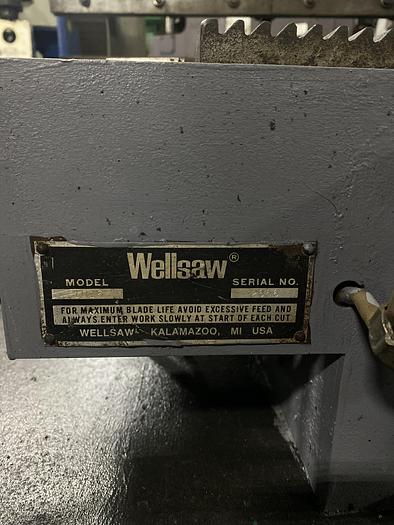 Wellsaw®
MODEL SERIAL NO.
FOR MAXIMUM BLADE LIFE AVOID EXCESSIVE FEED AND
ALWAYS ENTER WORK SLOWLY AT START OF EACH CUT.
WELLSAW KALAMAZOO, MI USA